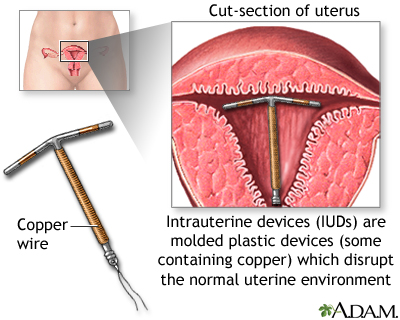 Cut-section of uterus
Copper
wire
Intrauterine devices (IUDs) are
molded plastic devices (some
containing copper) which disrupt
the normal uterine environment
ADAM.